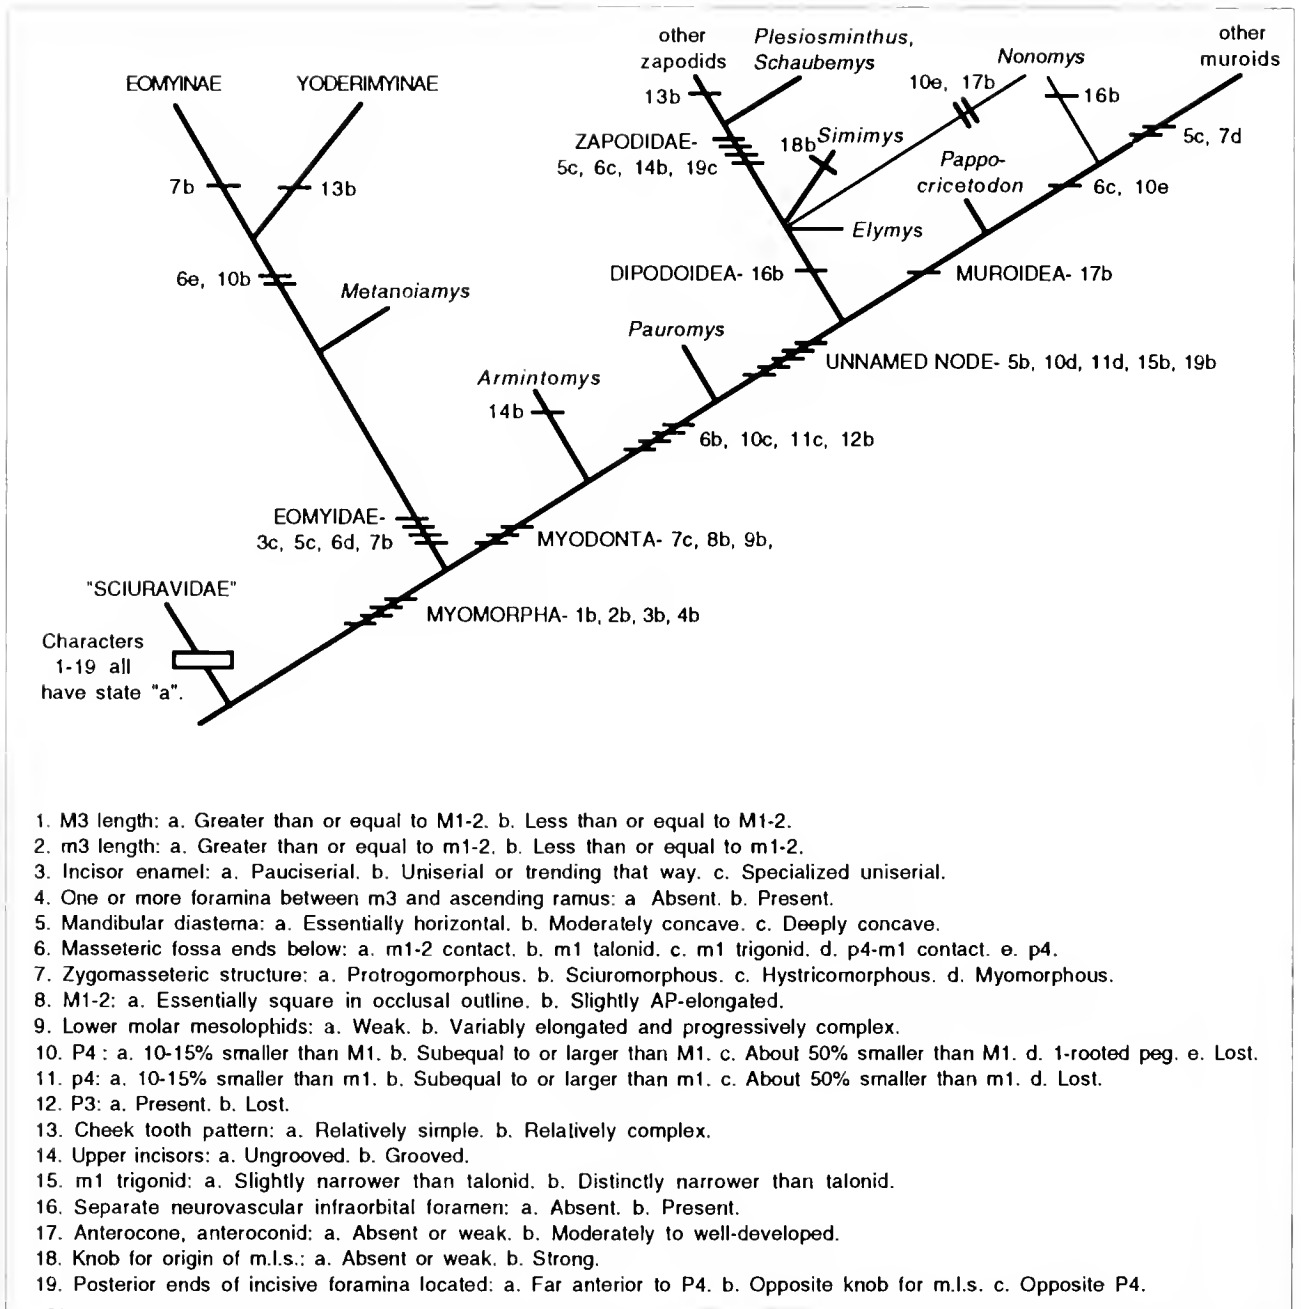 other
zapodids
Plesiosminthus,
Schaubemys
Nonomys
other
muroids
EOMYINAE
YODERIMYINAE
13b
10e, 17b
16b
ZAPODIDAE-
5c, 6c, 14b, 19c
18b
Simimys
5c, 7d
Pappo-
cricetodon
7b
13b
6c, 10e
Elymys
6e, 10b
Metanoiamys
DIPODOIDEA- 16b
MUROIDEA- 17b
Pauromys
UNNAMED NODE- 5b, 10d, 11d, 15b, 19b
Armintomys
14b
6b, 10c, 11c, 12b
EOMYIDAE-
3c, 5c, 6d, 7b
MYODONTA- 7c, 8b, 9b,
"SCIURAVIDAE"
MYOMORPHA- 1b, 2b, 3b, 4b
Characters
1-19 all
have state "a".
1. M3 length: a. Greater than or equal to M1-2. b. Less than or equal to M1-2.
2. m3 length: a. Greater than or equal to m1-2. b. Less than or equal to m1-2.
3. Incisor enamel: a. Pauciserial. b. Uniserial or trending that way. c. Specialized uniserial.
4. One or more foramina between m3 and ascending ramus: a Absent. b. Present.
5. Mandibular diastema: a. Essentially horizontal. b. Moderately concave. c. Deeply concave.
6. Masseteric fossa ends below: a. m1-2 contact. b. m1 talonid. c. m1 trigonid. d. p4-m1 contact. e. p4.
7. Zygomasseteric structure: a. Protrogomorphous. b. Sciuromorphous. c. Hystricomorphous. d. Myomorphous.
8. M1-2: a. Essentially square in occlusal outline. b. Slightly AP-elongated.
9. Lower molar mesolophids: a. Weak. b. Variably elongated and progressively complex.
10. P4 : a. 10-15% smaller than M1. b. Subequal to or larger than M1. c. About 50% smaller than M1. d. 1-rooted peg. e. Lost.
11. p4: a. 10-15% smaller than m1. b. Subequal to or larger than m1. c. About 50% smaller than m1. d. Lost.
12. P3: a. Present. b. Lost.
13. Cheek tooth pattern: a. Relatively simple. b. Relatively complex.
14. Upper incisors: a. Ungrooved. b. Grooved.
15. m1 trigonid: a. Slightly narrower than talonid. b. Distinctly narrower than talonid.
16. Separate neurovascular infraorbital foramen: a. Absent. b. Present.
17. Anterocone, anteroconid: a. Absent or weak. b. Moderately to well-developed.
18. Knob for origin of m.l.s.: a. Absent or weak. b. Strong.
19. Posterior ends of incisive foramina located: a. Far anterior to P4. b. Opposite knob for m.l.s. c. Opposite P4.